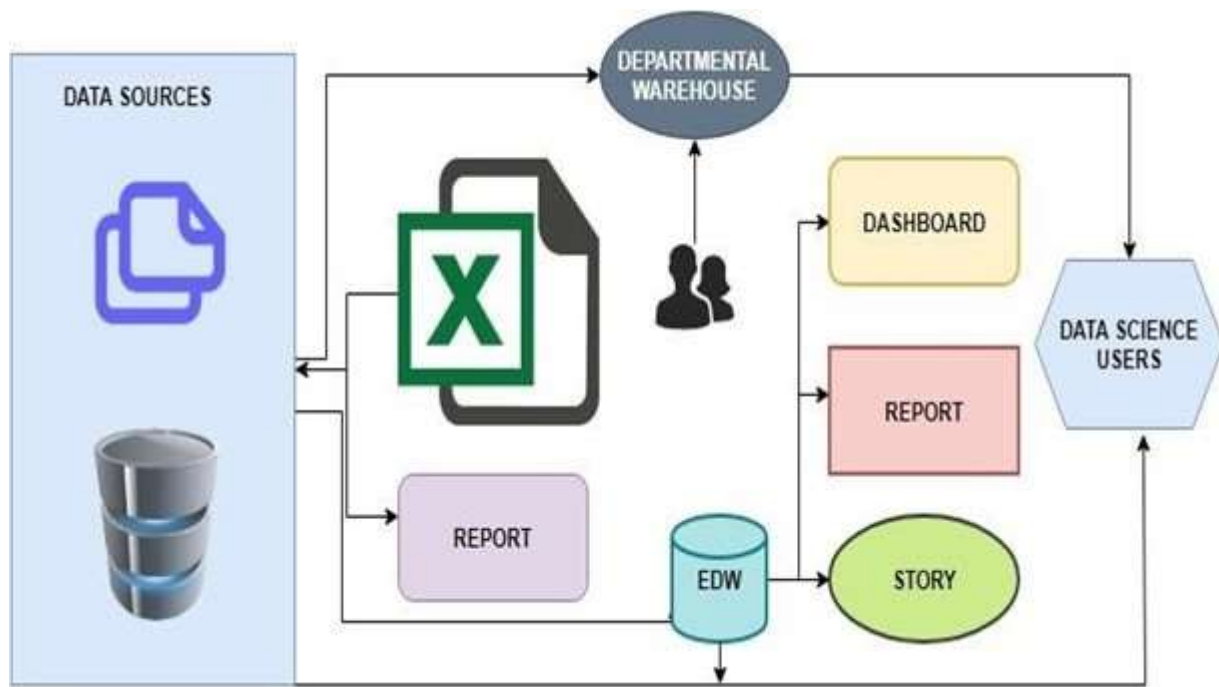 DATA SOURCES
DEPARTMENTAL
WAREHOUSE
X
DASHBOARD
DATA SCIENCE
USERS
REPORT
REPORT
EDW
STORY